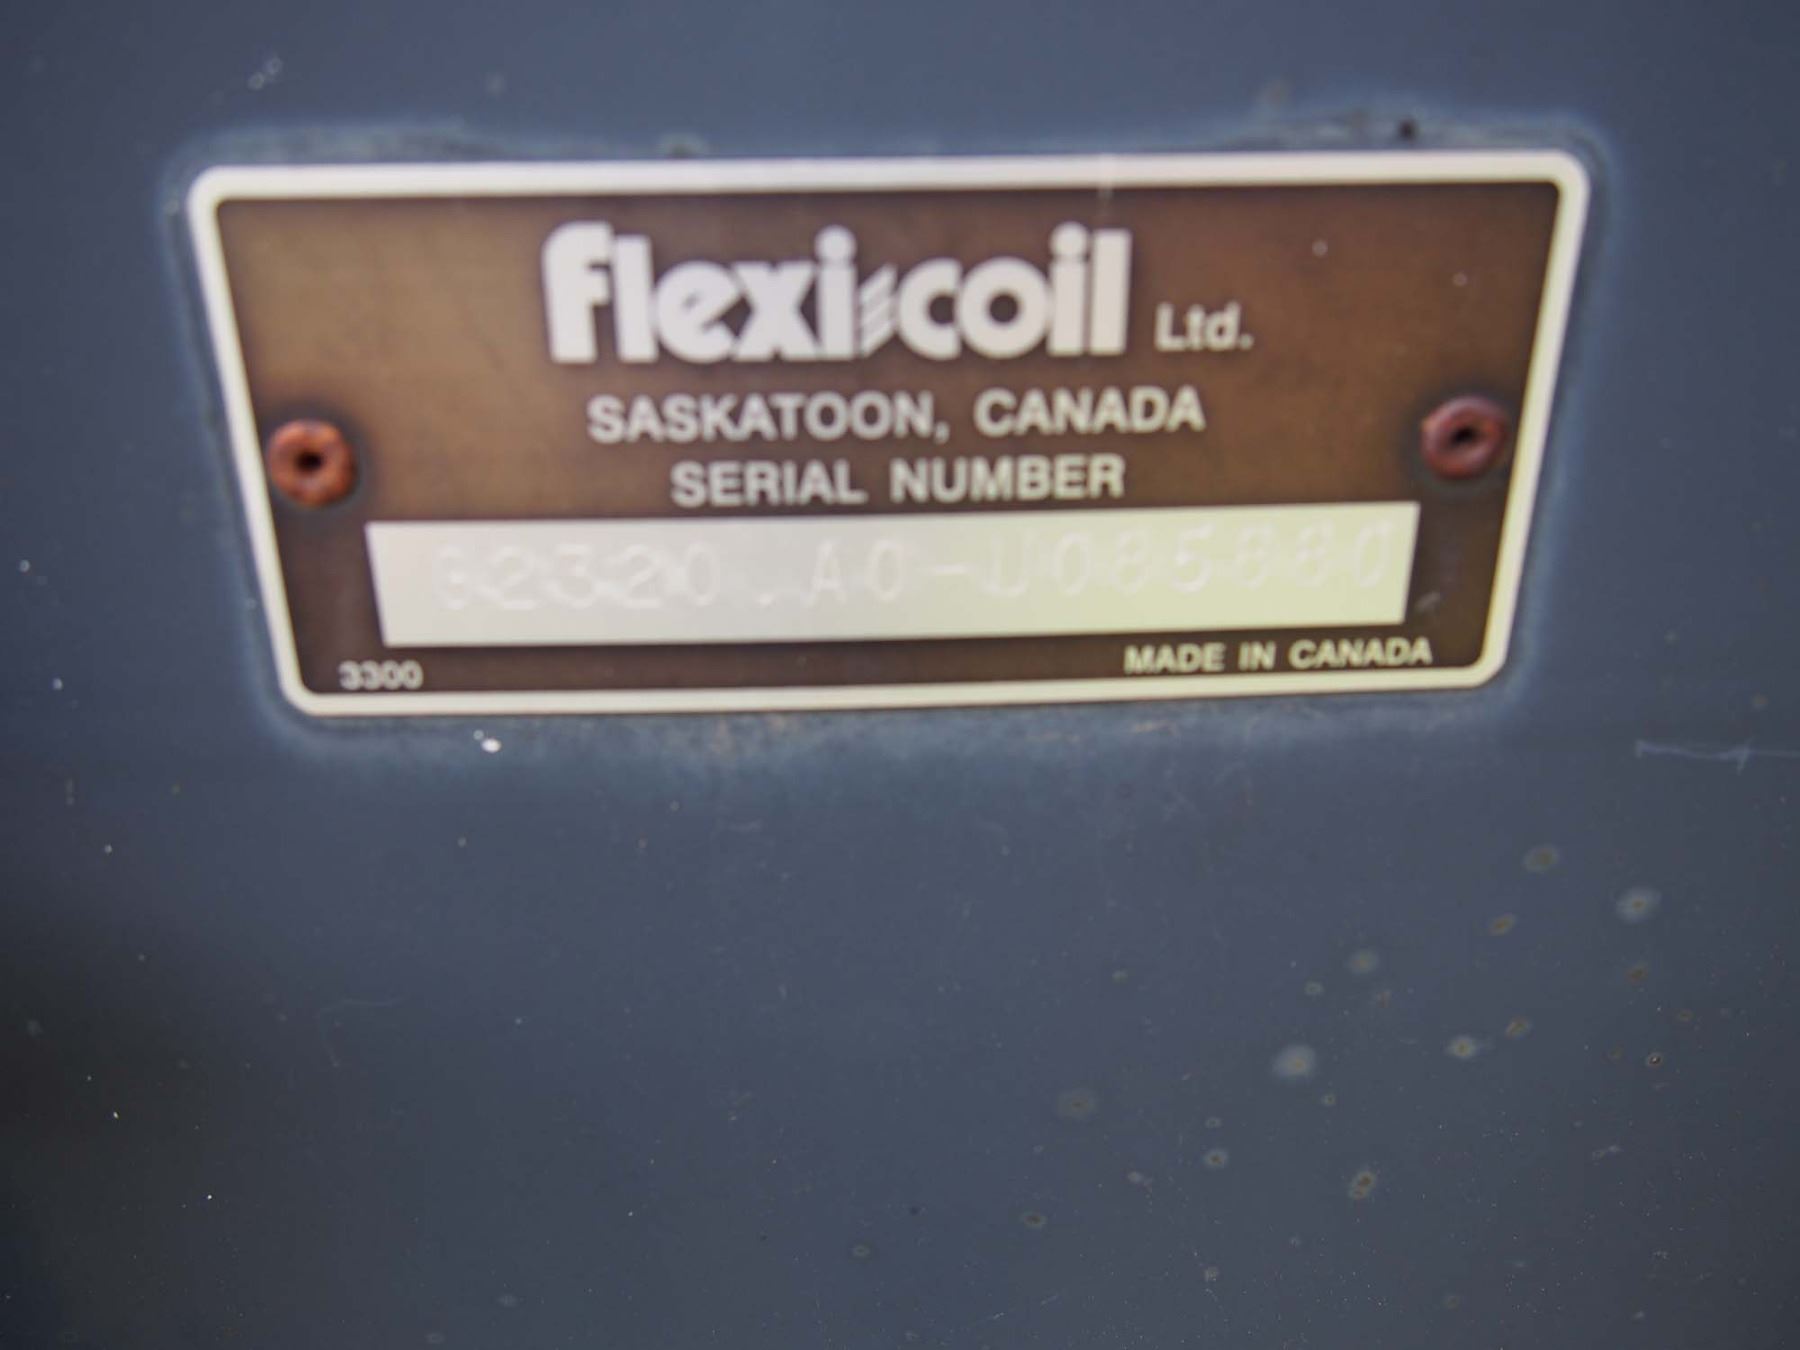 flexi-coil Ltd.
SASKATOON, CANADA
SERIAL NUMBER
3300
MADE IN CANADA